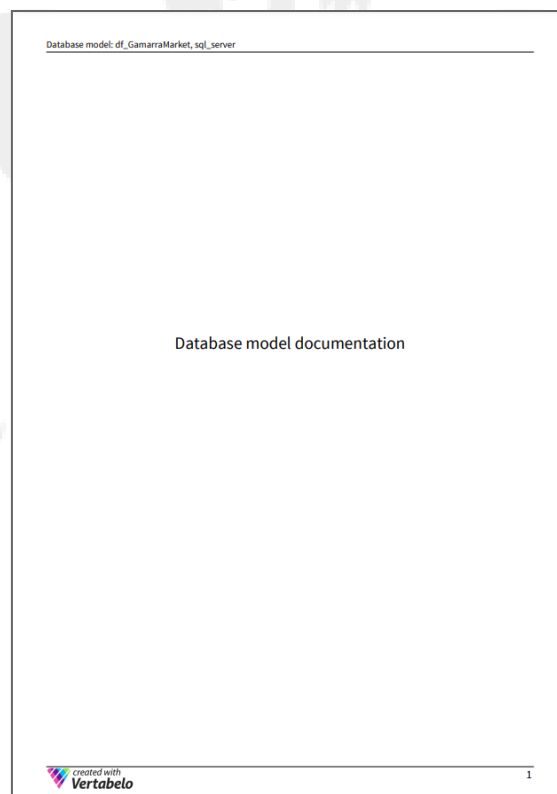 Database model: df_GamarraMarket, sql_server
Database model documentation
created with
Vertabelo
1